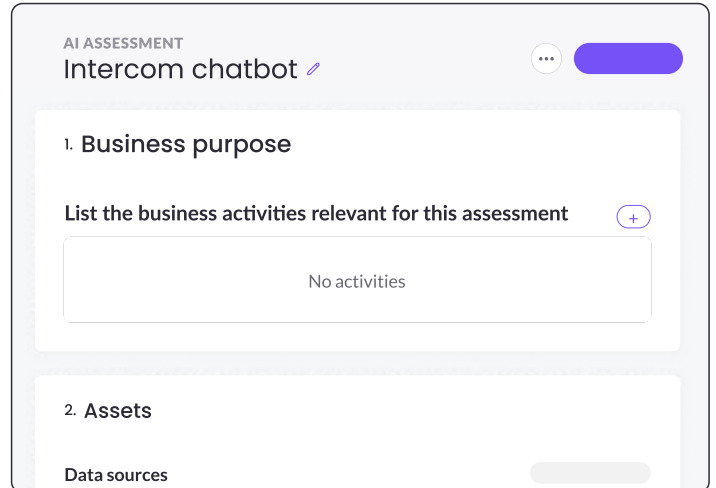 AI ASSESSMENT
Intercom chatbot
1. Business purpose
List the business activities relevant for this assessment
+
No activities
2. Assets
Data sources